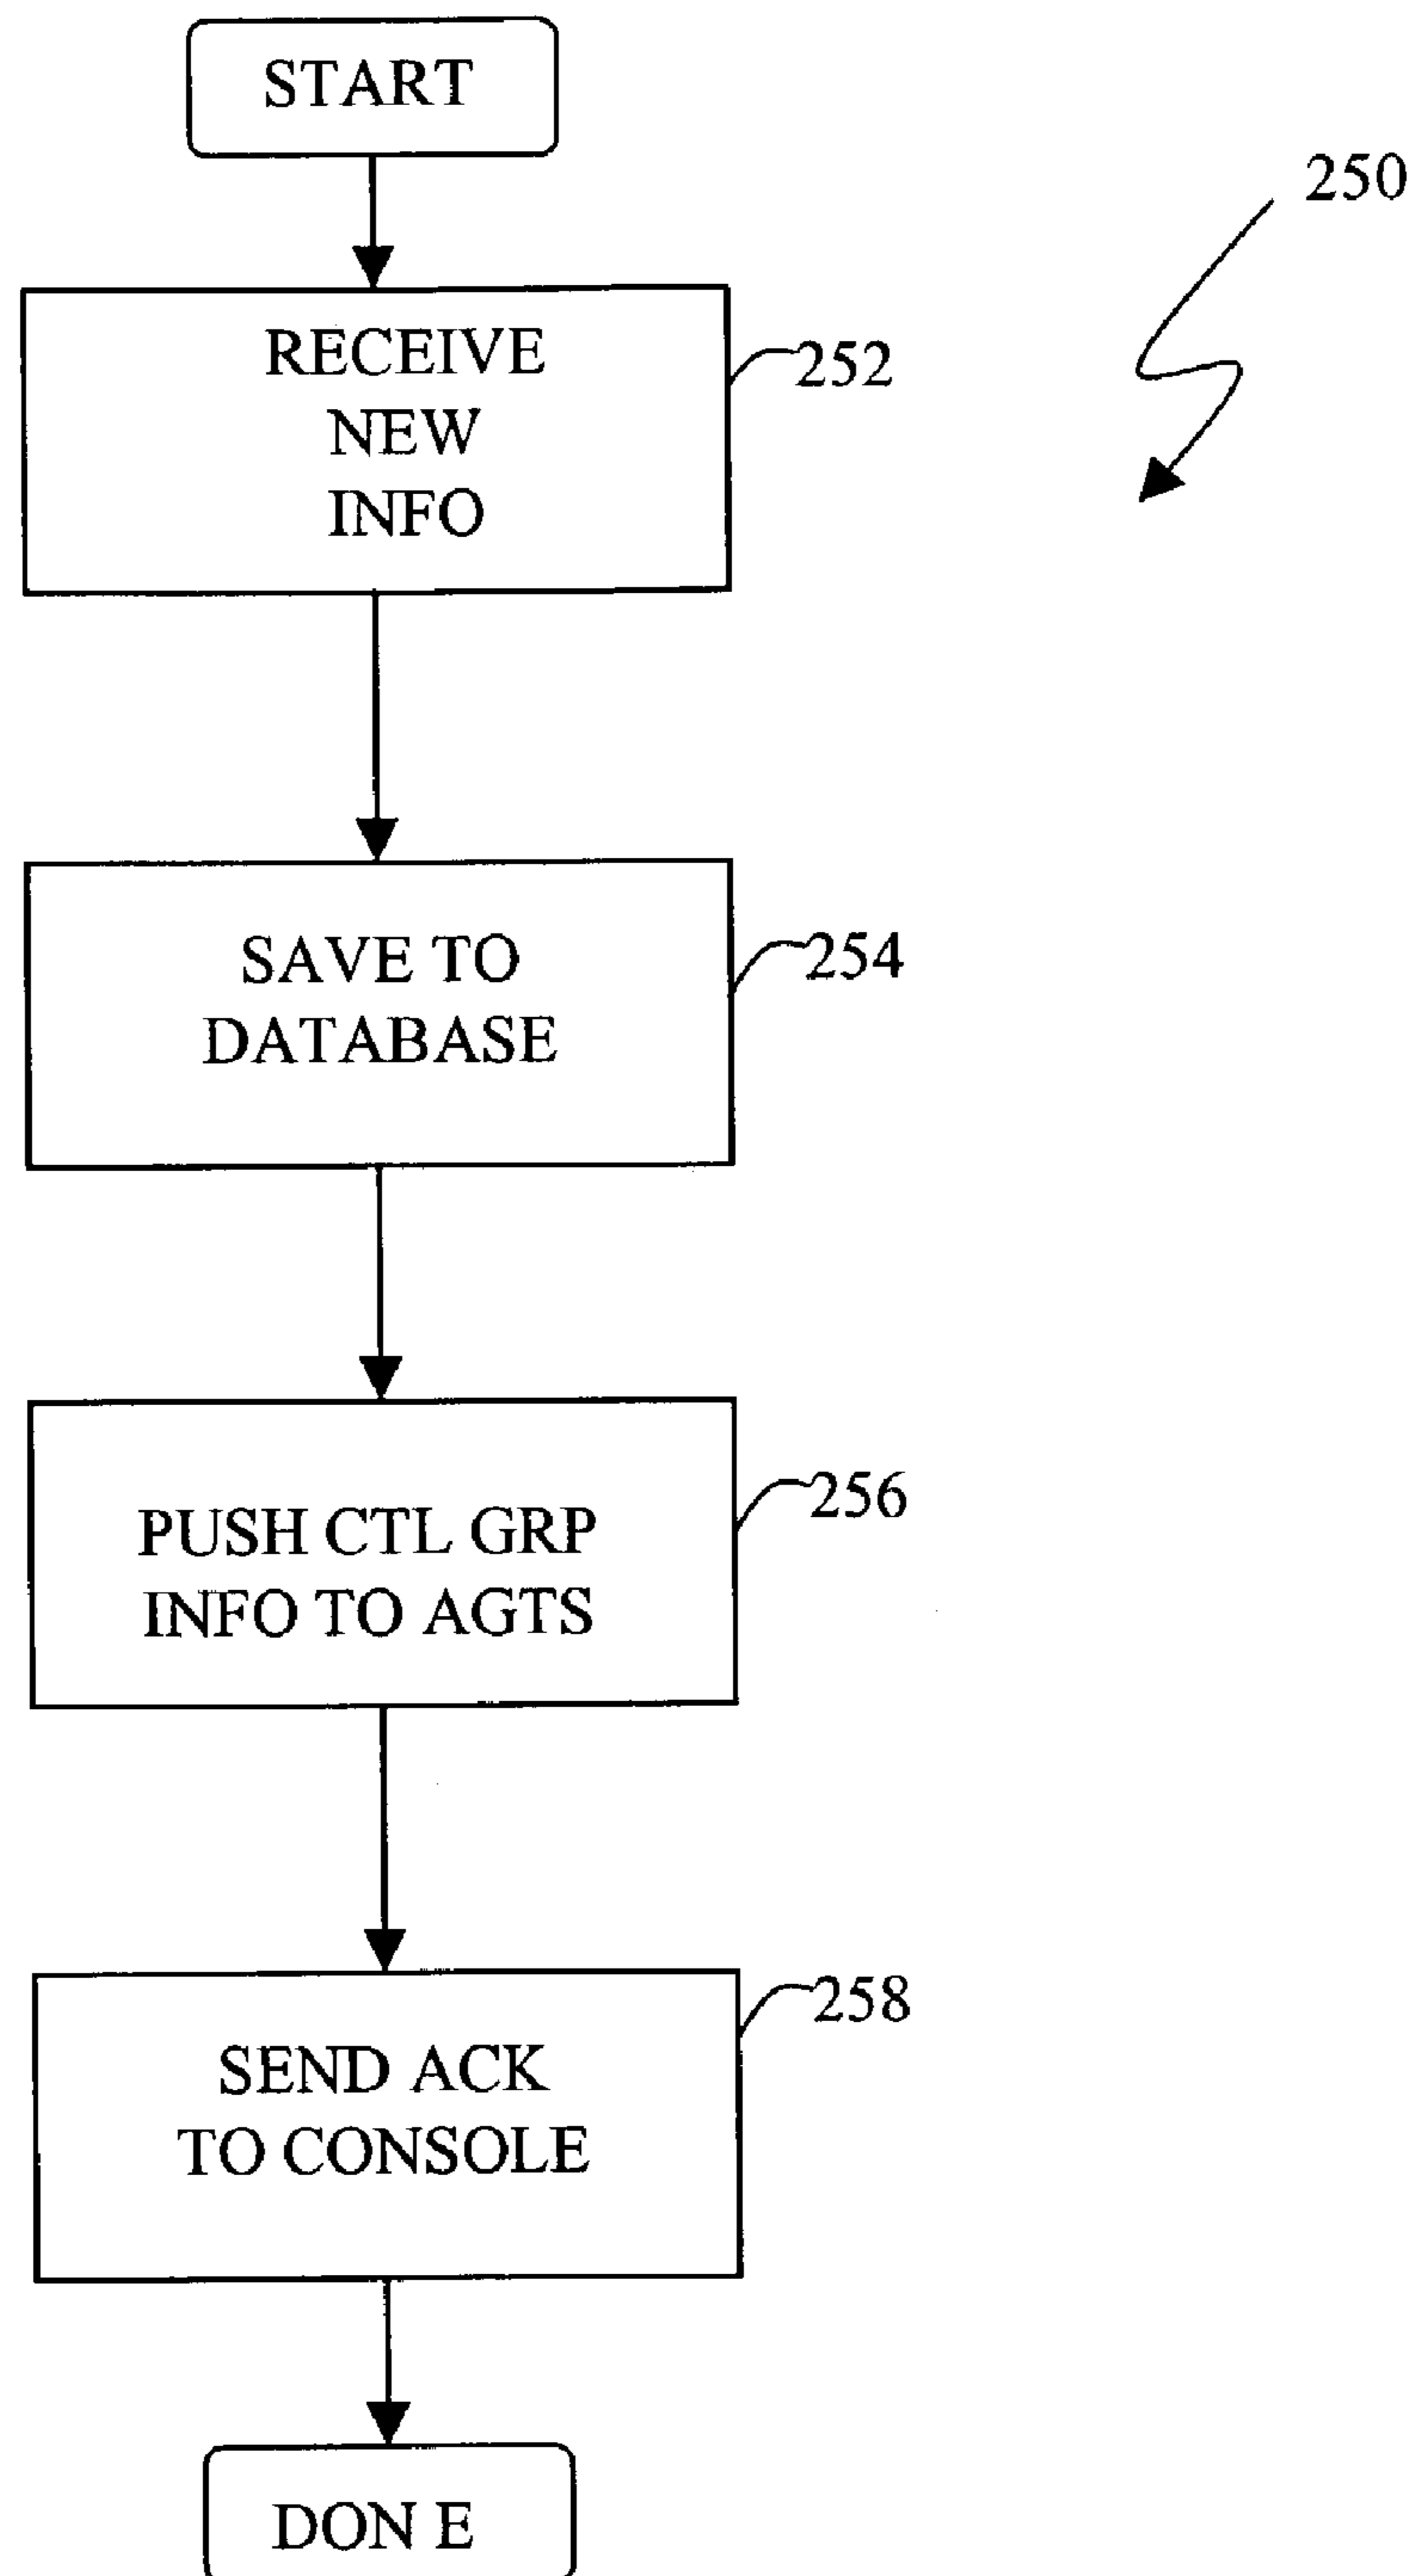 START
250
RECEIVE
NEW
INFO
252
SAVE TO
DATABASE
254
PUSH CTL GRP
INFO TO AGTS
256
SEND ACK
TO CONSOLE
258
DON E